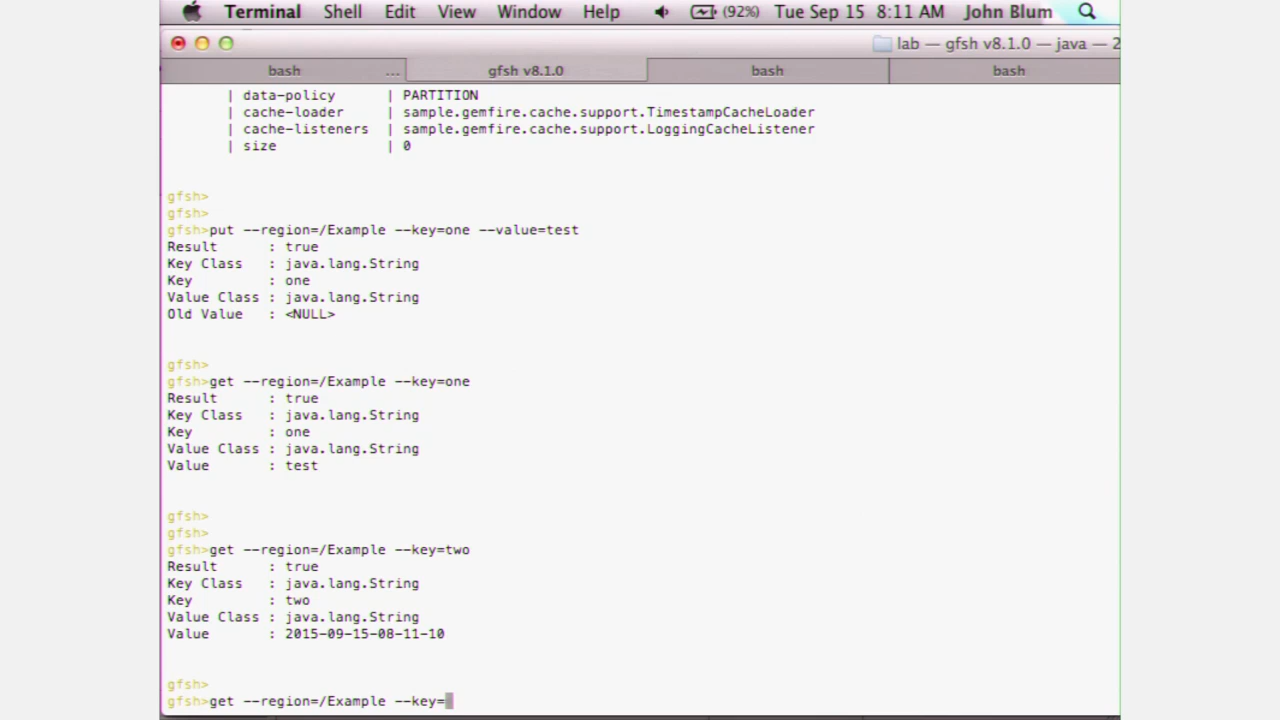 Terminal Shell Edit View Window Help (92%) Tue Sep 15 8:11 AM John Blum
lab — gfsh v8.1.0 — java — 2
bash ... gfsh v8.1.0 bash bash
| data-policy | PARTITION
| cache-loader | sample.gemfire.cache.support.TimestampCacheLoader
| cache-listeners | sample.gemfire.cache.support.LoggingCacheListener
| size | 0
gfsh>
gfsh>
gfsh>put --region=/Example --key=one --value=test
Result : true
Key Class : java.lang.String
Key : one
Value Class : java.lang.String
Old Value : <NULL>
gfsh>
gfsh>get --region=/Example --key=one
Result : true
Key Class : java.lang.String
Key : one
Value Class : java.lang.String
Value : test
gfsh>
gfsh>
gfsh>get --region=/Example --key=two
Result : true
Key Class : java.lang.String
Key : two
Value Class : java.lang.String
Value : 2015-09-15-08-11-10
gfsh>
gfsh>get --region=/Example --key=